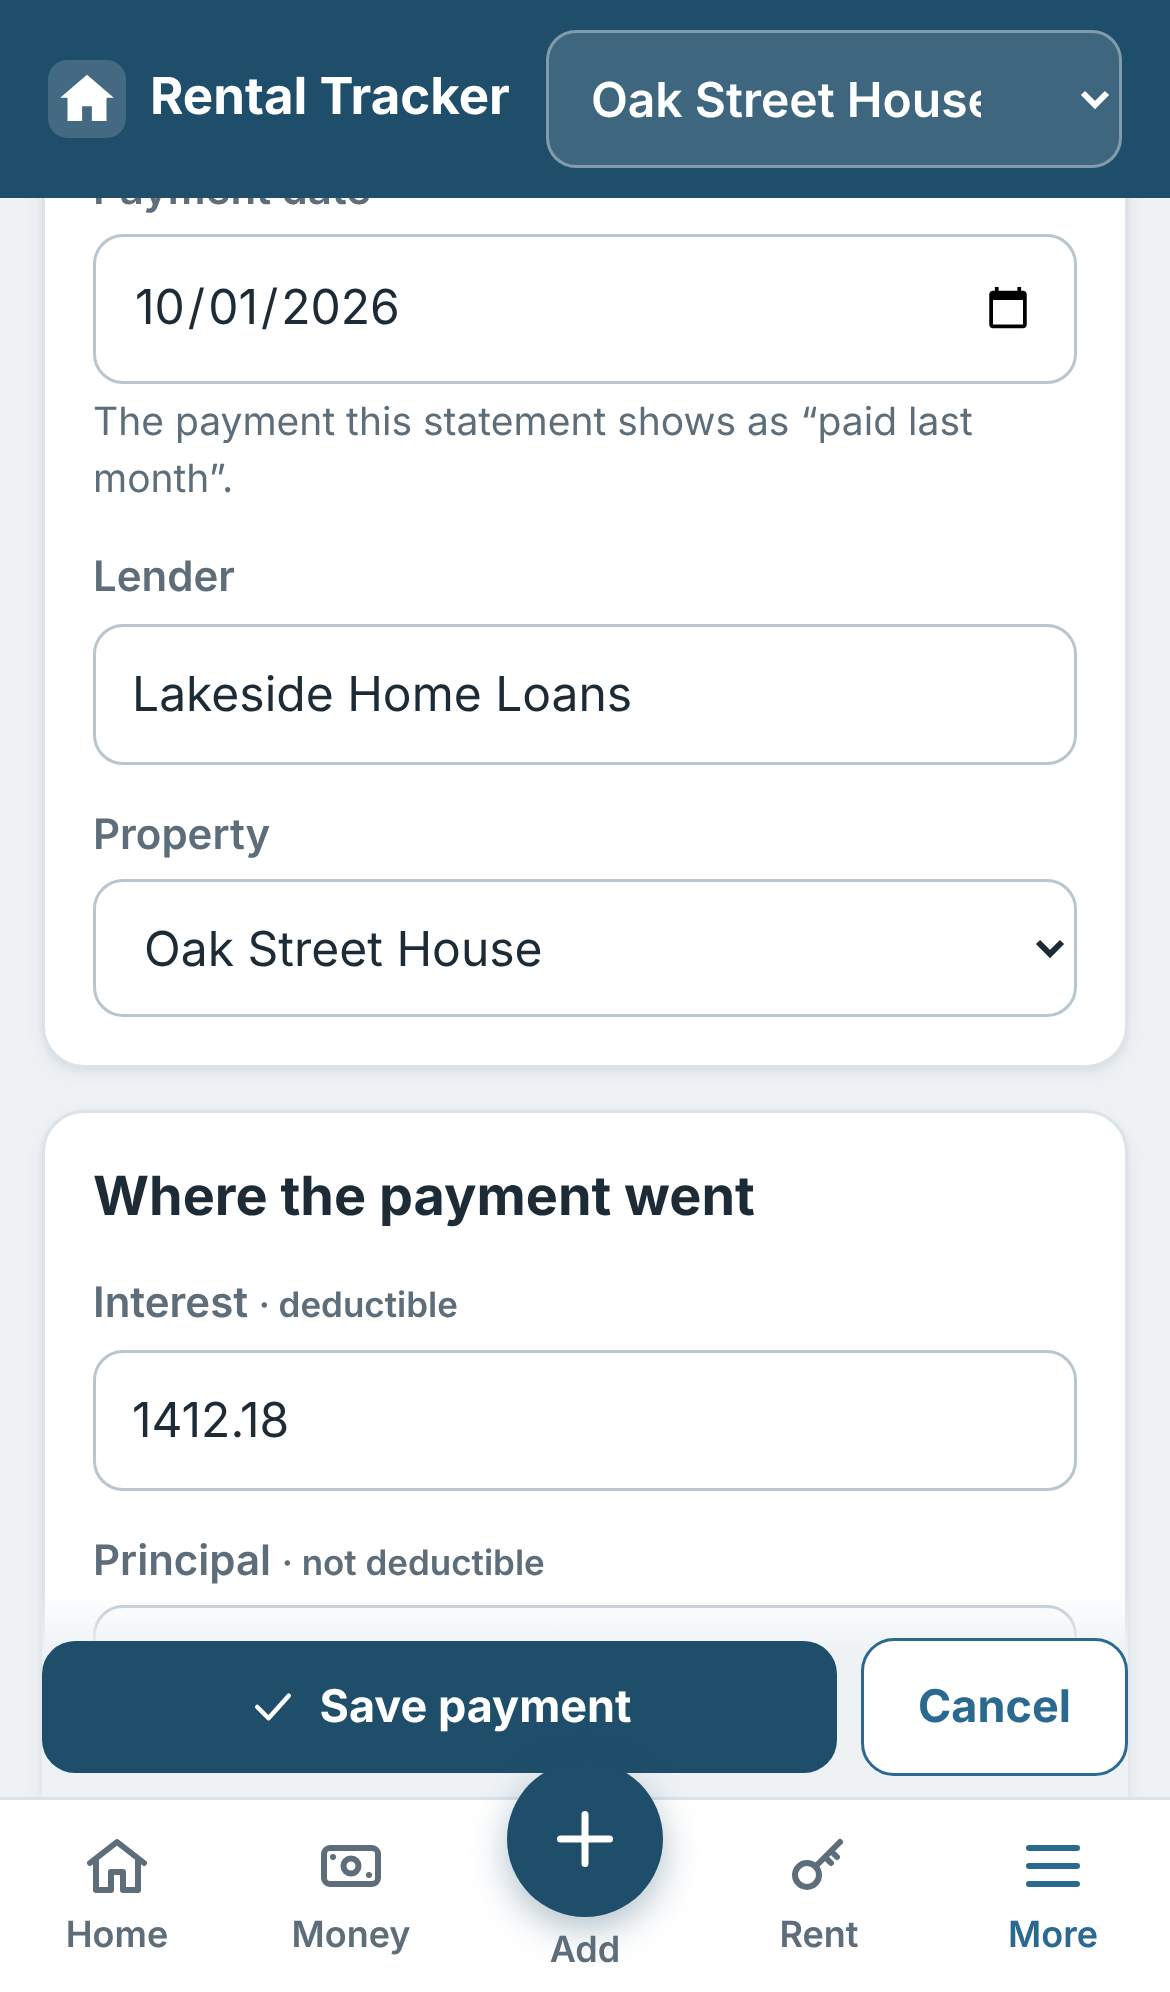 Rental Tracker
Oak Street House
Payment date
10/01/2026
The payment this statement shows as “paid last
month”.
Lender
Lakeside Home Loans
Property
Oak Street House
Where the payment went
Interest · deductible
1412.18
Principal · not deductible
Save payment
Cancel
Home
Money
Add
Rent
More